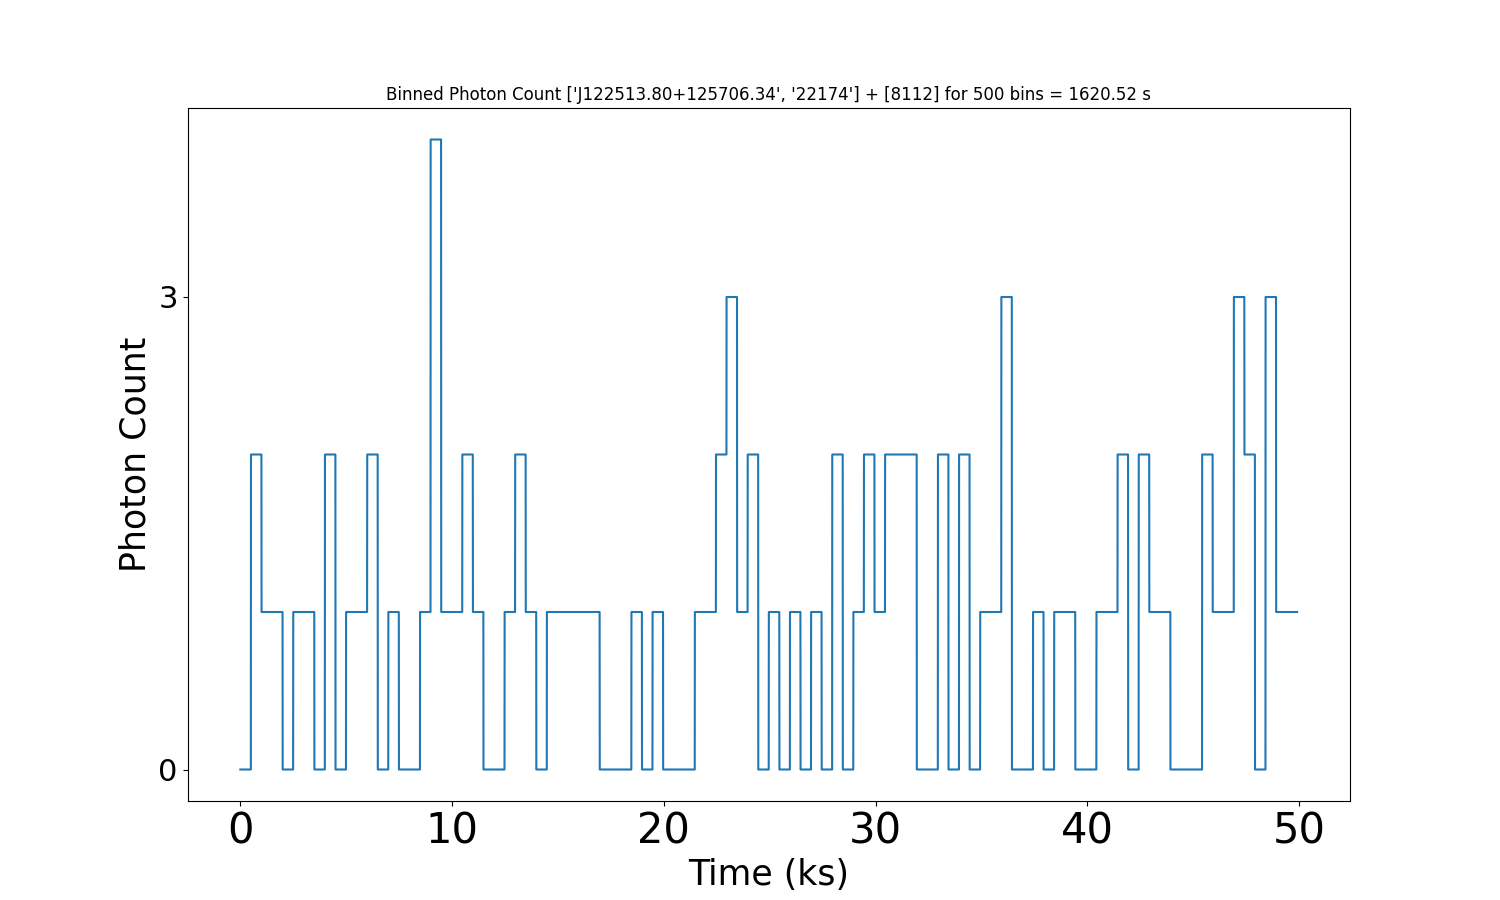 Binned Photon Count ['J122513.80+125706.34', '22174'] + [8112] for 500 bins = 1620.52 s
3
Photon Count
0
0 10 20 30 40 50
Time (ks)